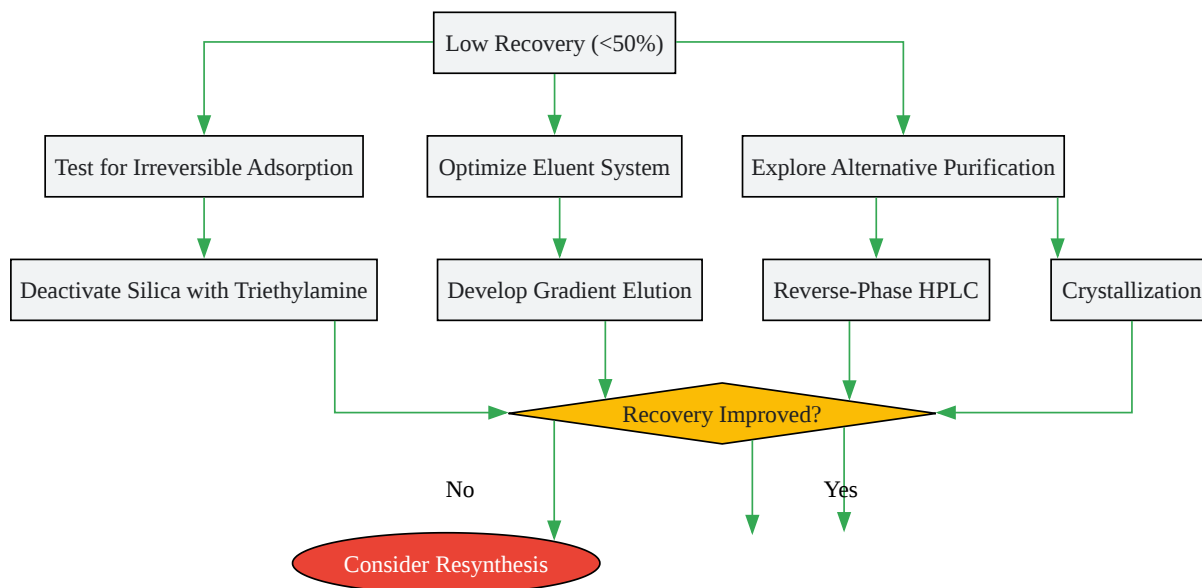 Low Recovery (<50%)
Test for Irreversible Adsorption
Optimize Eluent System
Explore Alternative Purification
Deactivate Silica with Triethylamine
Develop Gradient Elution
Reverse-Phase HPLC
Crystallization
Recovery Improved?
No
Yes
Consider Resynthesis